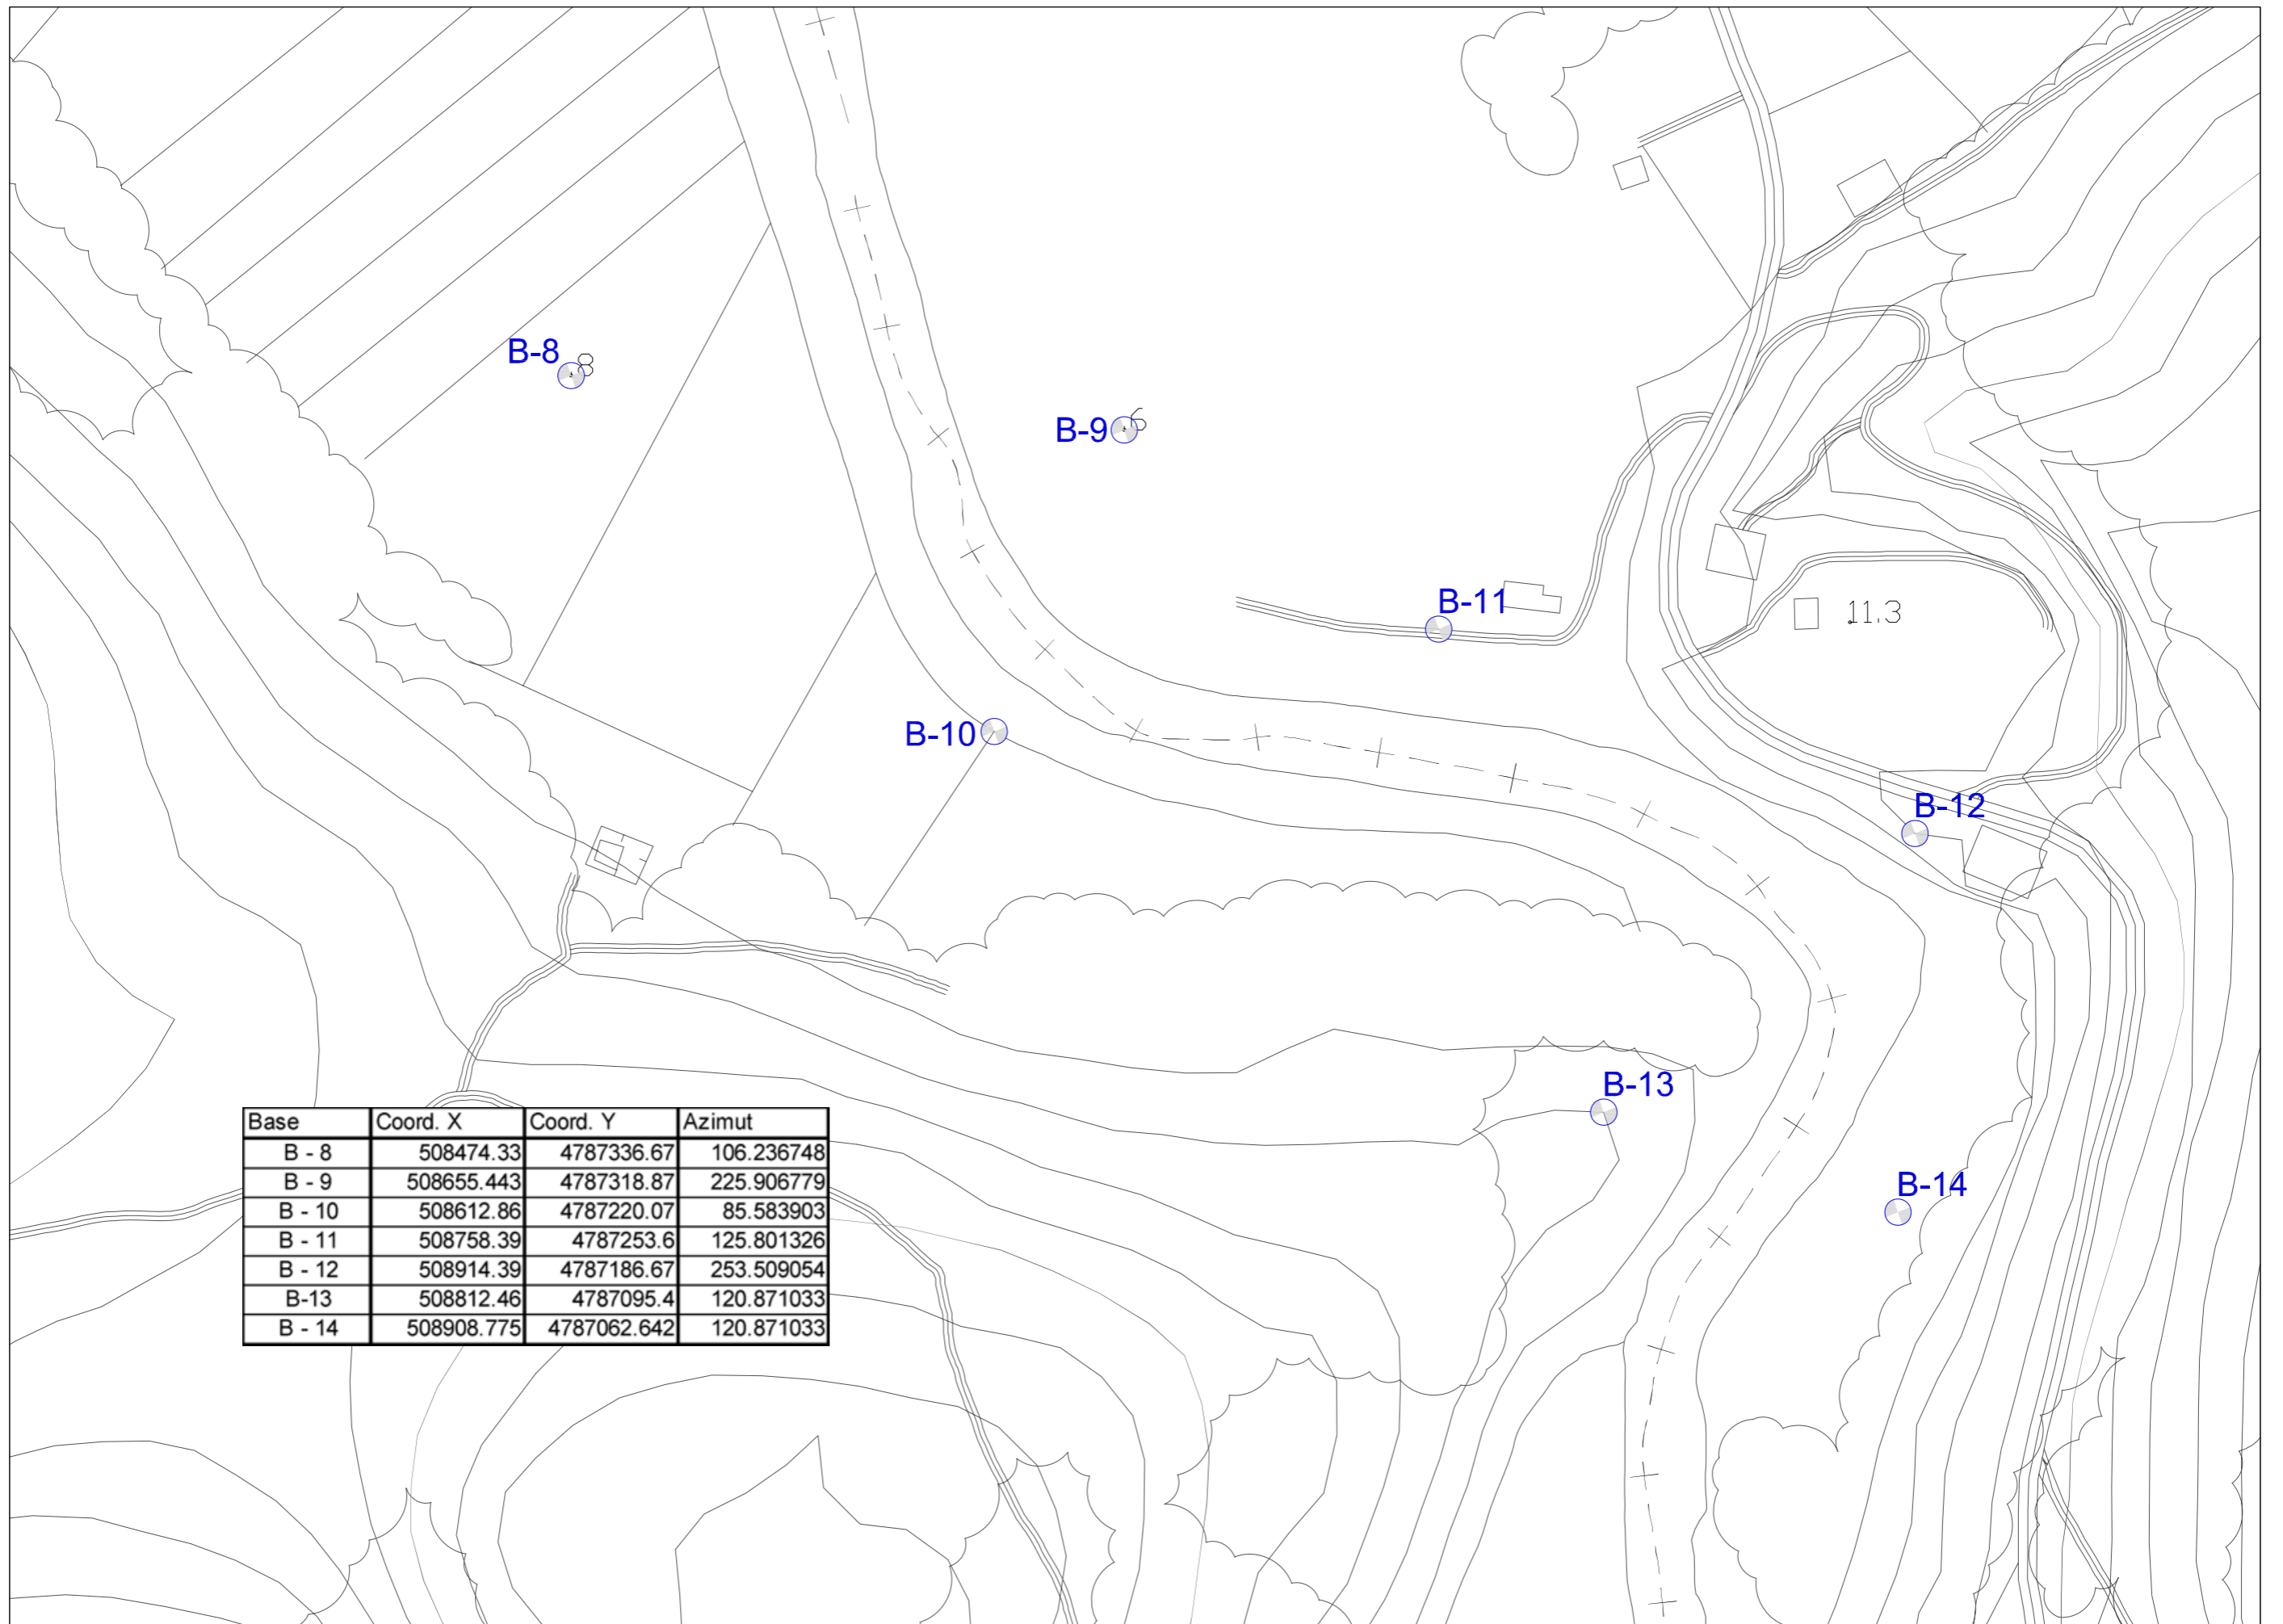 B-8
8
B-9
B-11
11.3
B-10
B-12
B-13
B-14
Base Coord. X Coord. Y Azimut
B - 8 508474.33 4787336.67 106.236748
B - 9 508655.443 4787318.87 225.906779
B - 10 508612.86 4787220.07 85.583903
B - 11 508758.39 4787253.6 125.801326
B - 12 508914.39 4787186.67 253.509054
B-13 508812.46 4787095.4 120.871033
B - 14 508908.775 4787062.642 120.871033